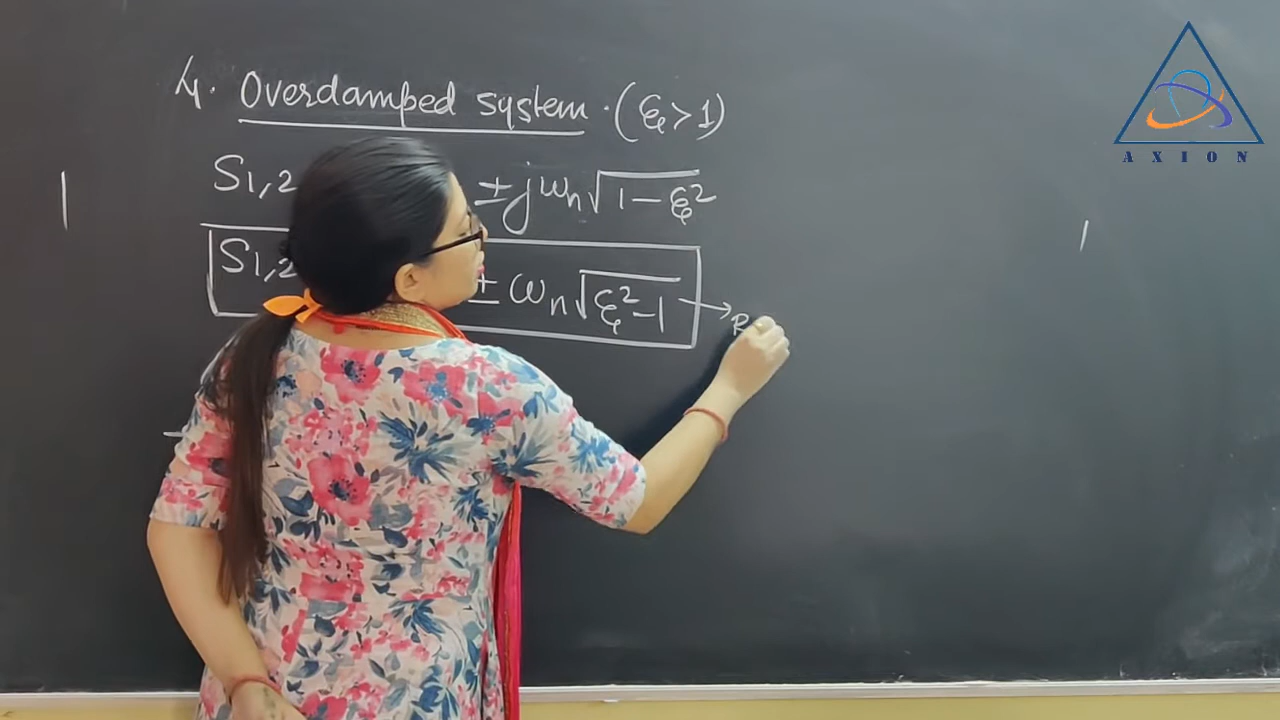 4. Overdamped system. (ξ > 1)
S1,2 ± jωn√1-ξ²
S1,2 ± ωn√ξ²-1 → R
AXION